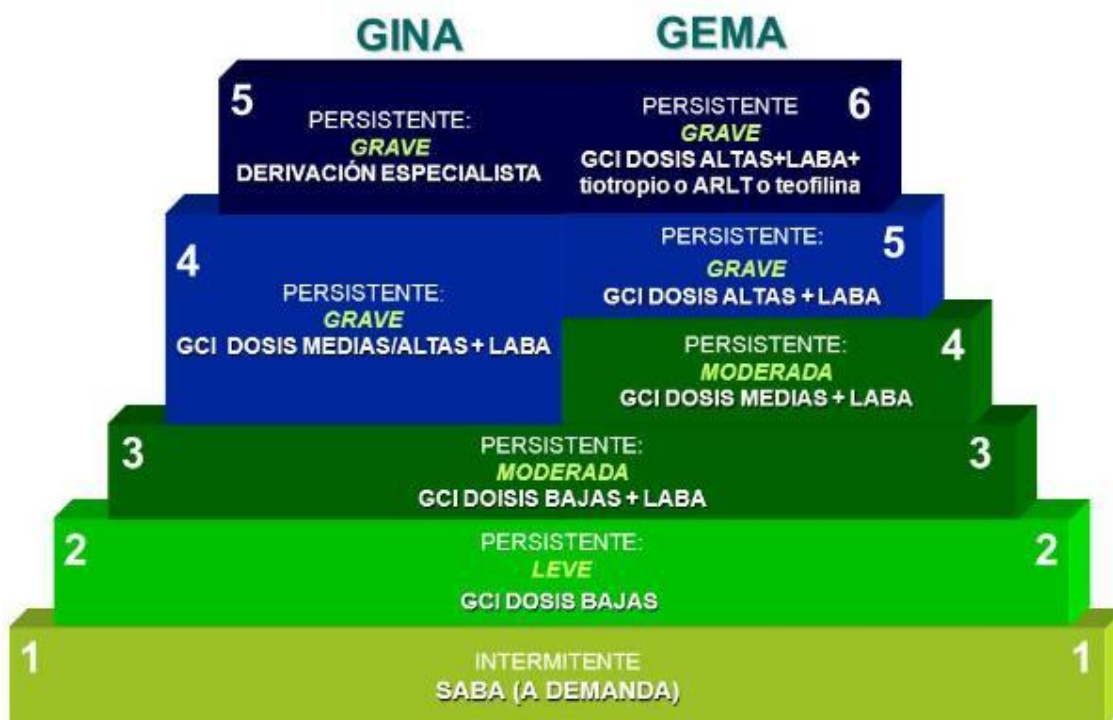 GINA
GEMA
5
PERSISTENTE:
GRAVE
DERIVACIÓN ESPECIALISTA
PERSISTENTE
6
GRAVE
GCI DOSIS ALTAS+LABA+
tiotropio o ARLT o teofilina
4
PERSISTENTE:
GRAVE
GCI DOSIS MEDIAS/ALTAS + LABA
PERSISTENTE:
5
GRAVE
GCI DOSIS ALTAS + LABA
PERSISTENTE:
4
MODERADA
GCI DOSIS MEDIAS + LABA
3
PERSISTENTE:
3
MODERADA
GCI DOISIS BAJAS + LABA
2
PERSISTENTE:
2
LEVE
GCI DOSIS BAJAS
1
INTERMITENTE
1
SABA (A DEMANDA)